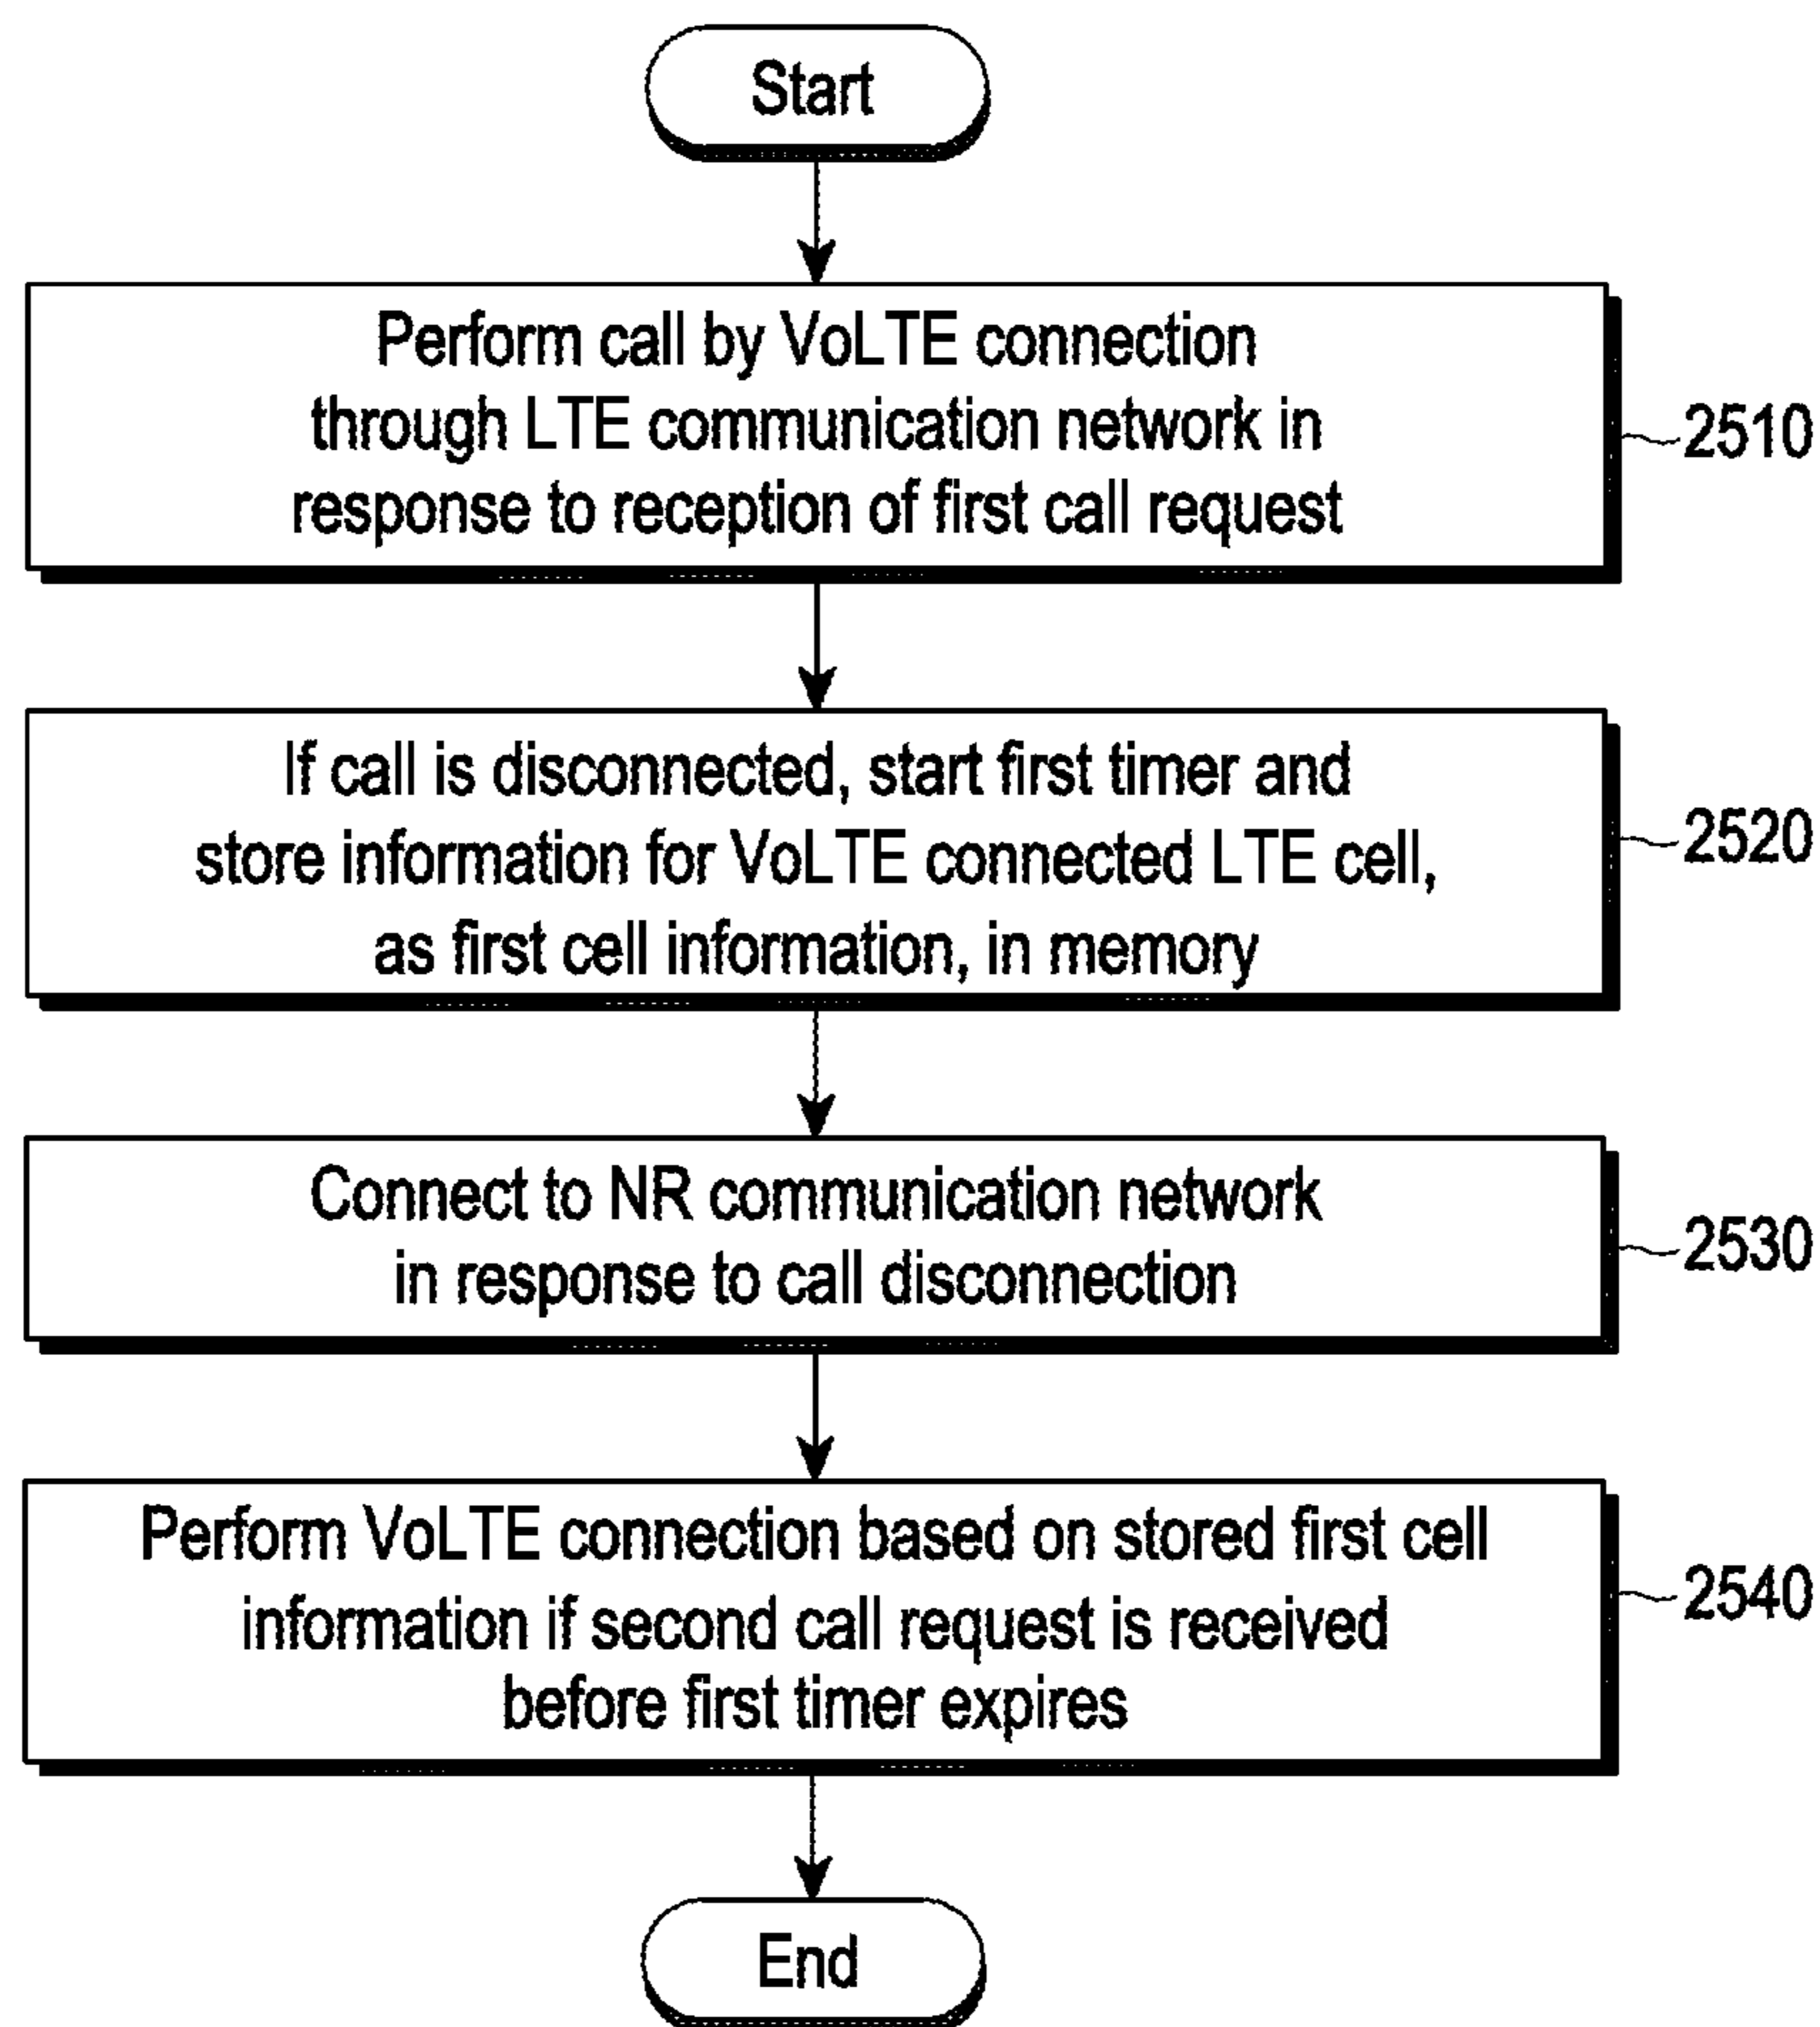 Start
Perform call by VoLTE connection
through LTE communication network in
response to reception of first call request
2510
If call is disconnected, start first timer and
store information for VoLTE connected LTE cell,
as first cell information, in memory
2520
Connect to NR communication network
in response to call disconnection
2530
Perform VoLTE connection based on stored first cell
information if second call request is received
before first timer expires
2540
End